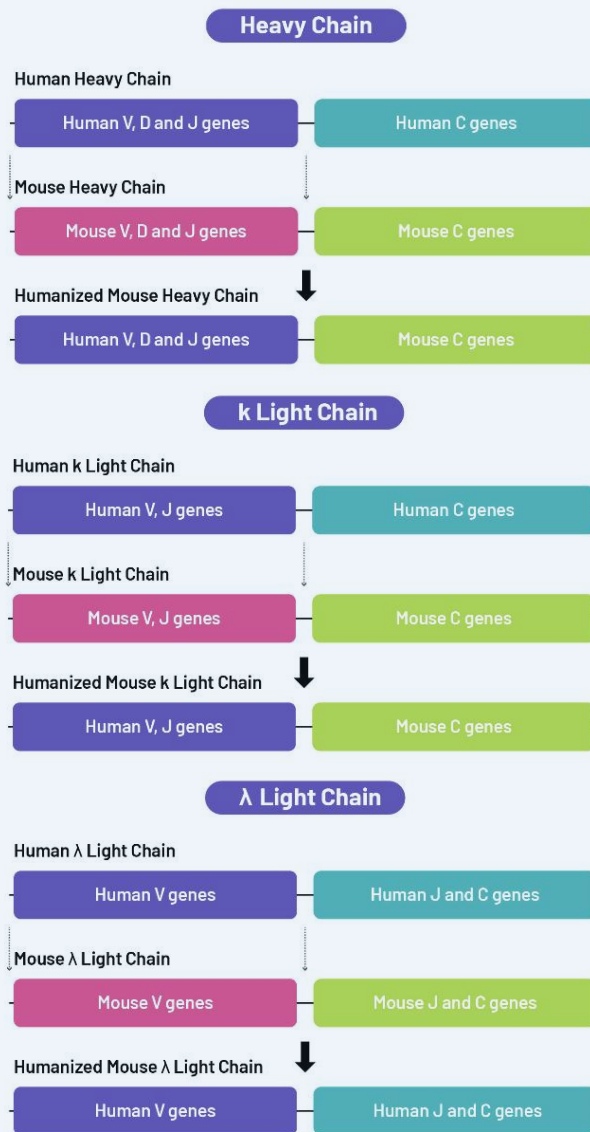 Heavy Chain
Human Heavy Chain
Human V, D and J genes
Human C genes
Mouse Heavy Chain
Mouse V, D and J genes
Mouse C genes
Humanized Mouse Heavy Chain
Human V, D and J genes
Mouse C genes
k Light Chain
Human k Light Chain
Human V, J genes
Human C genes
Mouse k Light Chain
Mouse V, J genes
Mouse C genes
Humanized Mouse k Light Chain
Human V, J genes
Mouse C genes
λ Light Chain
Human λ Light Chain
Human V genes
Human J and C genes
Mouse λ Light Chain
Mouse V genes
Mouse J and C genes
Humanized Mouse λ Light Chain
Human V genes
Human J and C genes